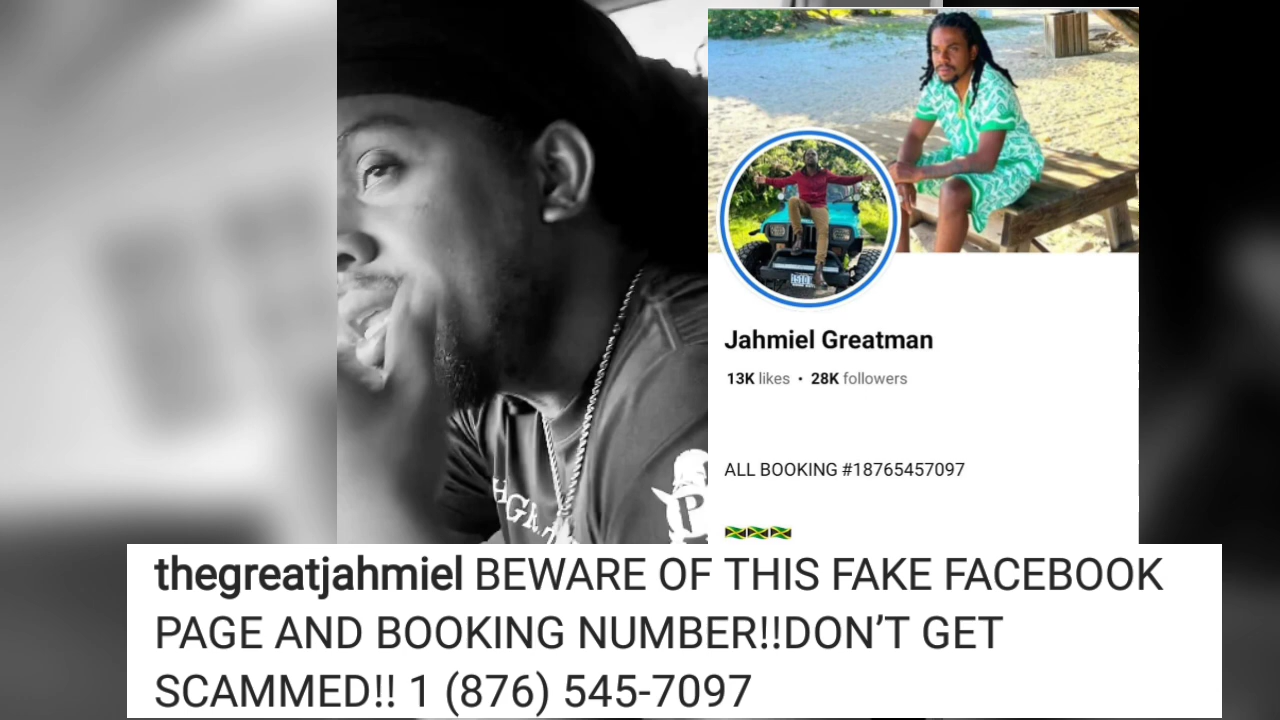 Jahmiel Greatman
13K likes • 28K followers
ALL BOOKING #18765457097
🇯🇲🇯🇲🇯🇲
thegreatjahmiel BEWARE OF THIS FAKE FACEBOOK
PAGE AND BOOKING NUMBER!!DON’T GET
SCAMMED!! 1 (876) 545-7097